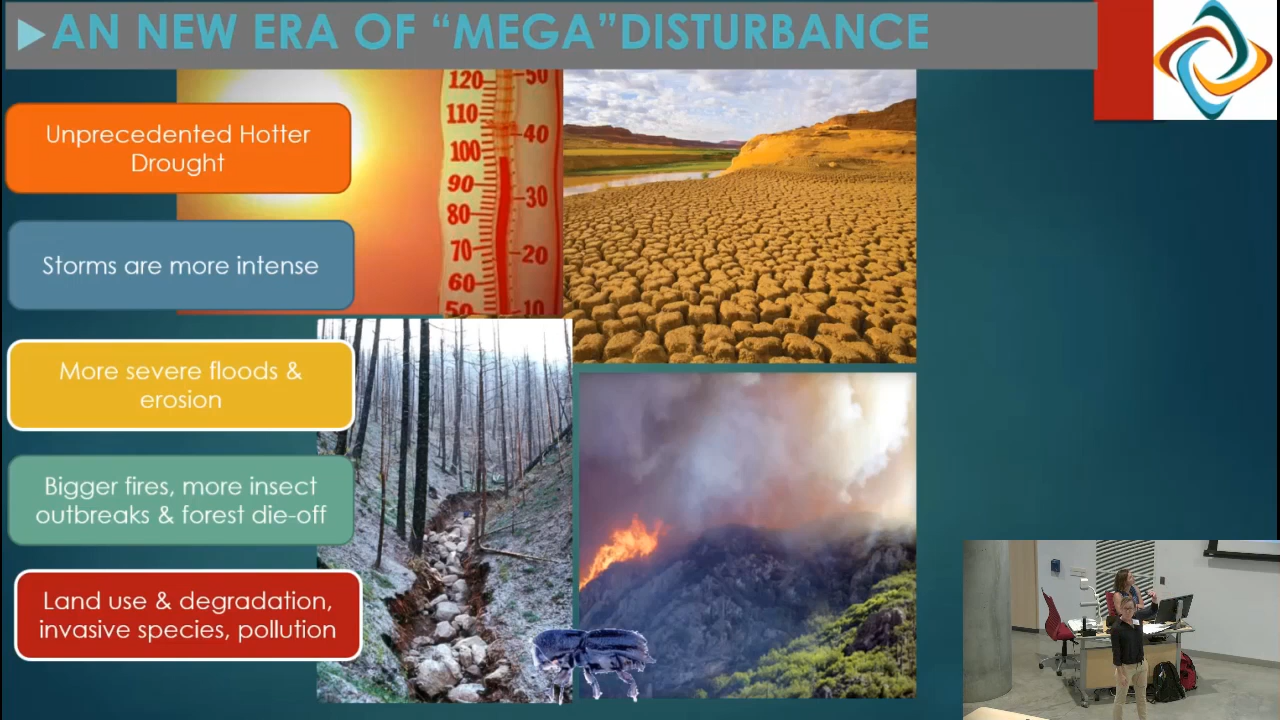 AN NEW ERA OF “MEGA”DISTURBANCE
Unprecedented Hotter
Drought
Storms are more intense
More severe floods &
erosion
Bigger fires, more insect
outbreaks & forest die-off
Land use & degradation,
invasive species, pollution
120
110
100
90
80
70
60
50
50
40
30
20
10